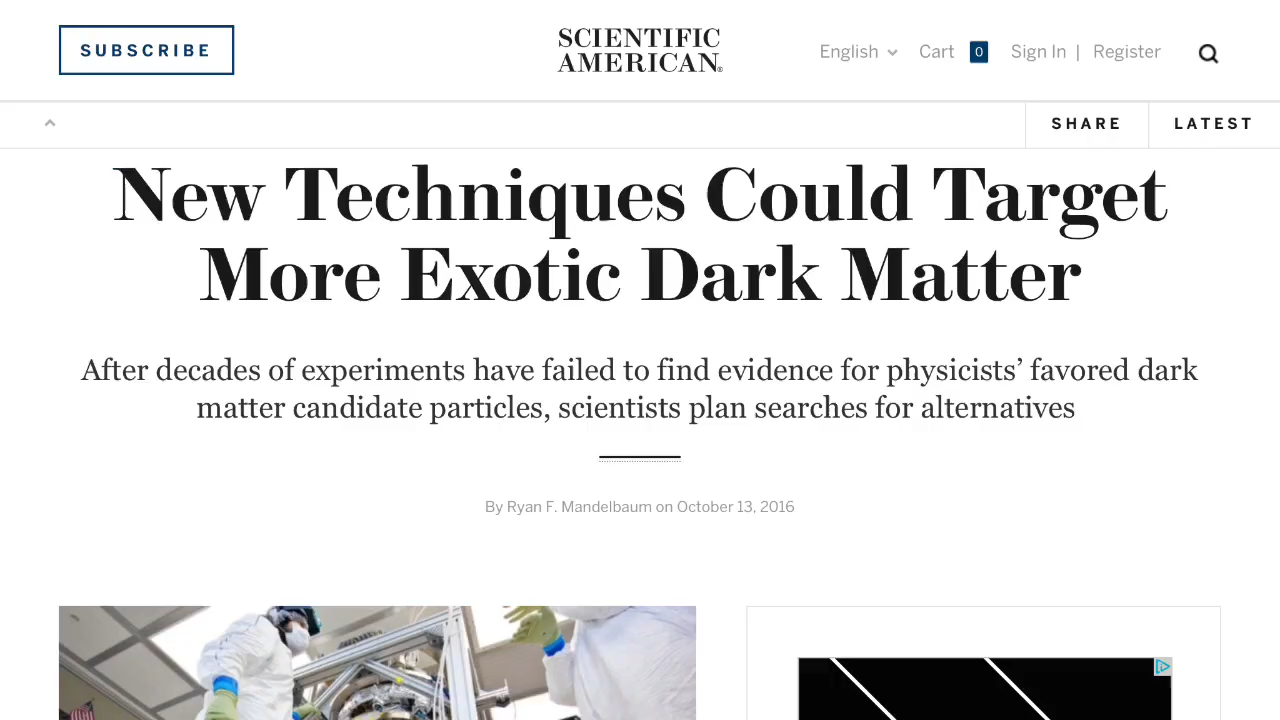 SUBSCRIBE
SCIENTIFIC
AMERICAN®
English
Cart 0
Sign In | Register
SHARE
LATEST
New Techniques Could Target
More Exotic Dark Matter
After decades of experiments have failed to find evidence for physicists’ favored dark
matter candidate particles, scientists plan searches for alternatives
By Ryan F. Mandelbaum on October 13, 2016